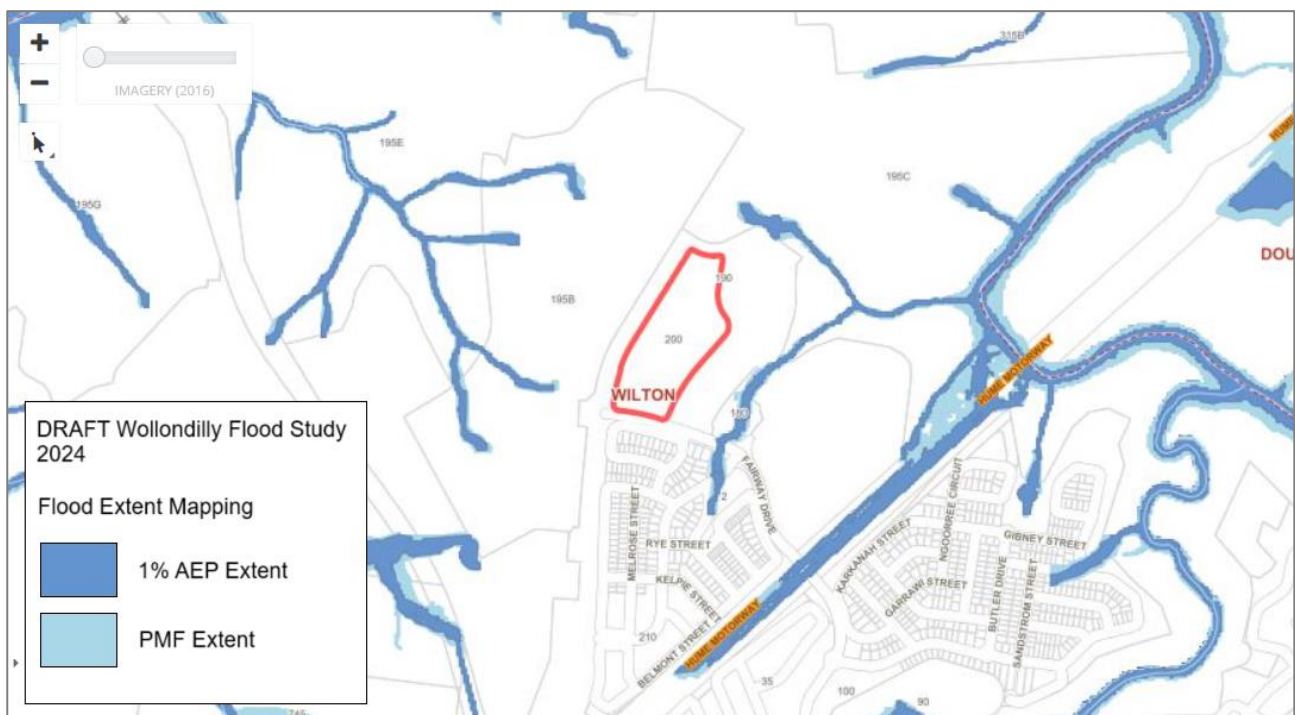 +
IMAGERY (2016)
−
315B
HUME
195E
195G
195C
DOU
190
195B
200
WILTON
DRAFT Wollondilly Flood Study
2024
Flood Extent Mapping
1% AEP Extent
PMF Extent
HUME MOTORWAY
FAIRWAY DRIVE
2
MELROSE STREET
RYE STREET
KELPIE STREET
210
BELMONT STREET
HUME MOTORWAY
KARKANAH STREET
NGOORREE CIRCUIT
GARRAWI STREET
GIBNEY STREET
BUTLER DRIVE
SANDSTROM STREET
35
100
90
745